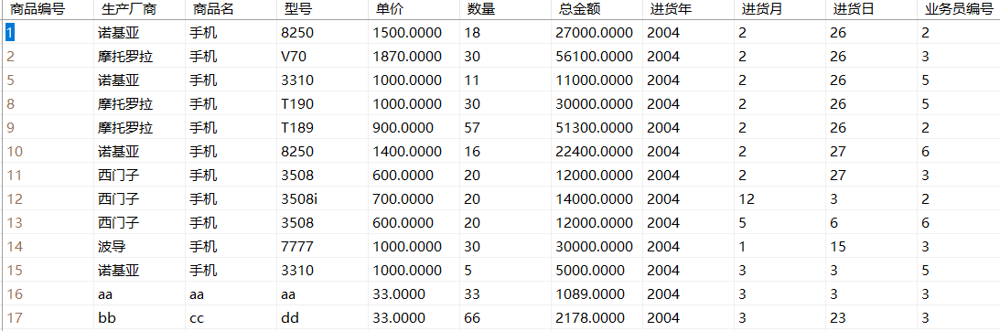 商品编号 生产厂商 商品名 型号 单价 数量 总金额 进货年 进货月 进货日 业务员编号
1 诺基亚 手机 8250 1500.0000 18 27000.0000 2004 2 26 2
2 摩托罗拉 手机 V70 1870.0000 30 56100.0000 2004 2 26 3
5 诺基亚 手机 3310 1000.0000 11 11000.0000 2004 2 26 5
8 摩托罗拉 手机 T190 1000.0000 30 30000.0000 2004 2 26 5
9 摩托罗拉 手机 T189 900.0000 57 51300.0000 2004 2 26 2
10 诺基亚 手机 8250 1400.0000 16 22400.0000 2004 2 27 6
11 西门子 手机 3508 600.0000 20 12000.0000 2004 2 27 3
12 西门子 手机 3508i 700.0000 20 14000.0000 2004 12 3 2
13 西门子 手机 3508 600.0000 20 12000.0000 2004 5 6 6
14 波导 手机 7777 1000.0000 30 30000.0000 2004 1 15 3
15 诺基亚 手机 3310 1000.0000 5 5000.0000 2004 3 3 5
16 aa aa aa 33.0000 33 1089.0000 2004 3 3 3
17 bb cc dd 33.0000 66 2178.0000 2004 3 23 3